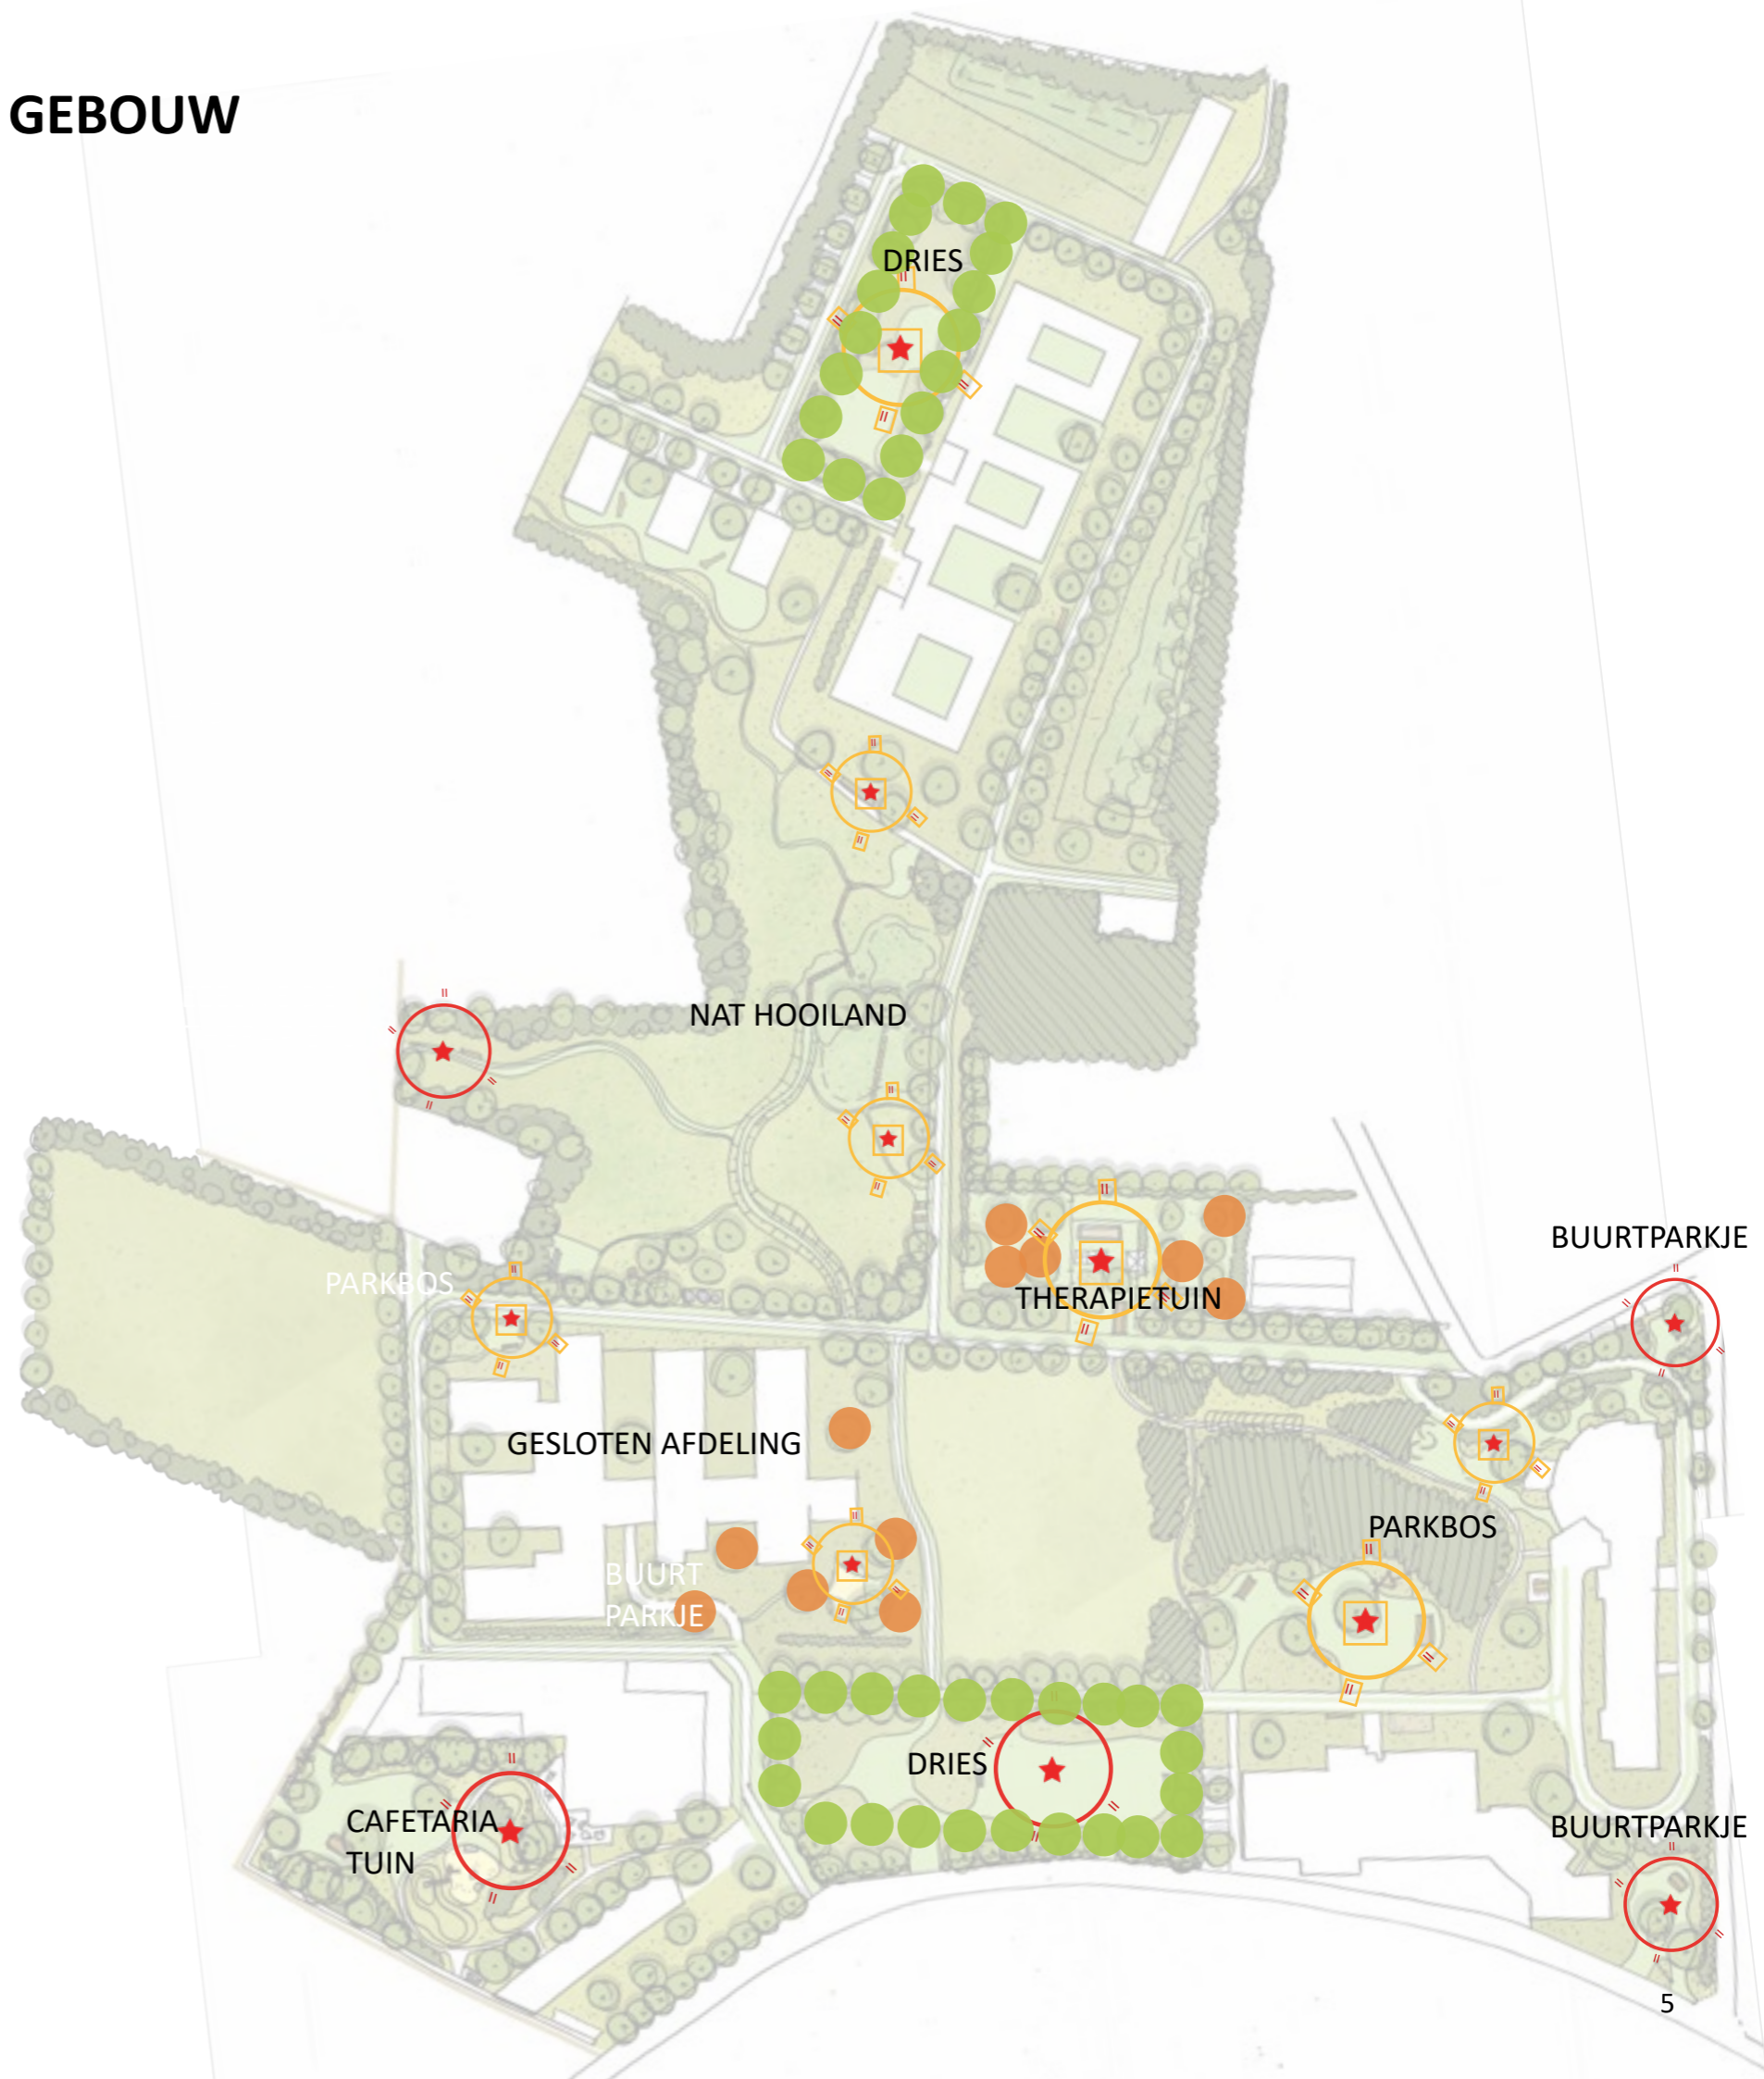 GEBOUW
DRIES
NAT HOOILAND
BUURTPARKJE
PARKBOS
THERAPIETUIN
GESLOTEN AFDELING
PARKBOS
BUURT
PARKJE
DRIES
CAFETARIA
TUIN
BUURTPARKJE
5